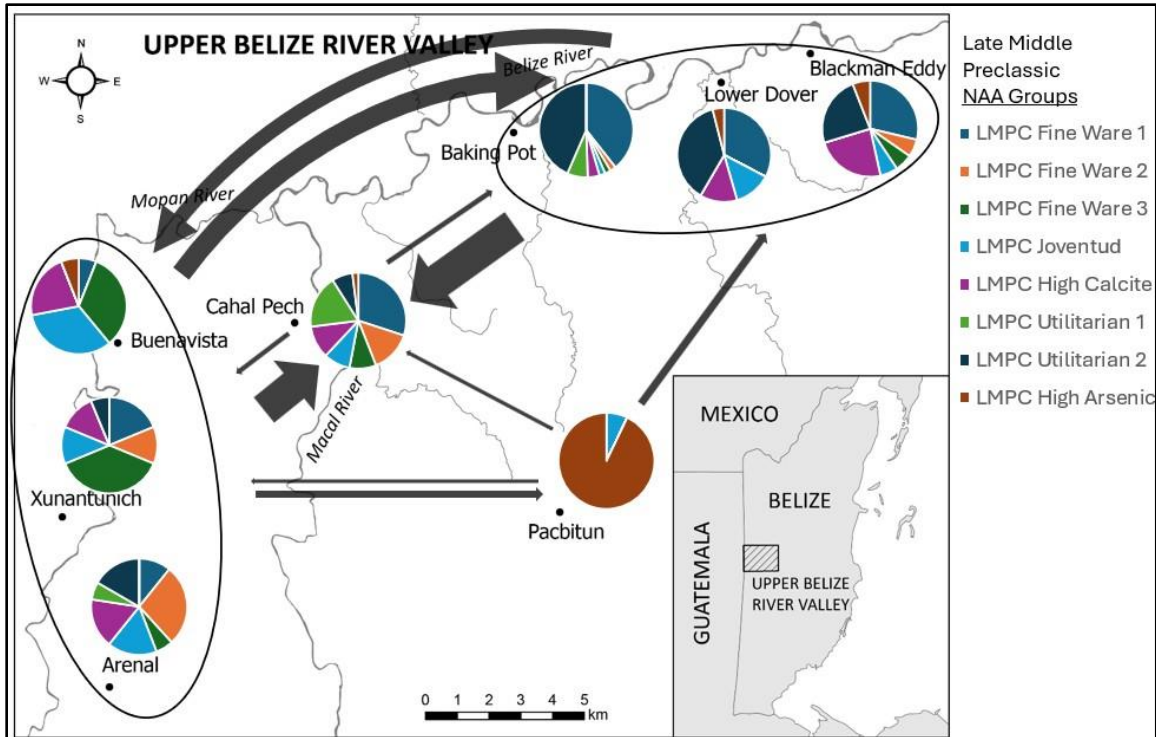 UPPER BELIZE RIVER VALLEY
N
W
E
S
Belize River
Mopan River
Macal River
Baking Pot
Lower Dover
Blackman Eddy
Cahal Pech
Buenavista
Xunantunich
Arenal
Pacbitun
0 1 2 3 4 5
km
MEXICO
GUATEMALA
BELIZE
UPPER BELIZE
RIVER VALLEY
Late Middle
Preclassic
NAA Groups
LMPC Fine Ware 1
LMPC Fine Ware 2
LMPC Fine Ware 3
LMPC Joventud
LMPC High Calcite
LMPC Utilitarian 1
LMPC Utilitarian 2
LMPC High Arsenic